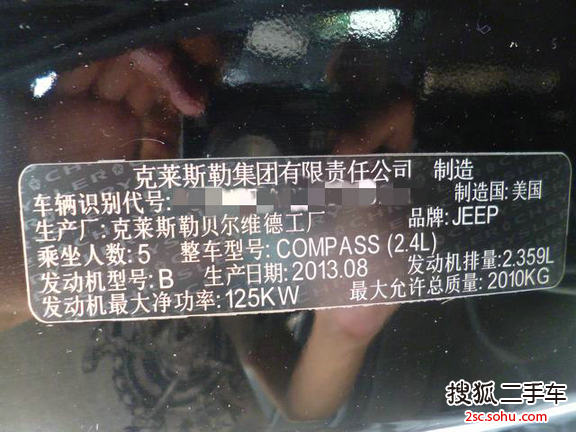 克莱斯勒集团有限责任公司 制造
车辆识别代号: 制造国: 美国
生产厂: 克莱斯勒贝尔维德工厂 品牌: JEEP
乘坐人数: 5 整车型号: COMPASS (2.4L)
发动机型号: B 生产日期: 2013.08 发动机排量: 2.359L
发动机最大净功率: 125KW 最大允许总质量: 2010KG
搜狐二手车
2sc.sohu.com